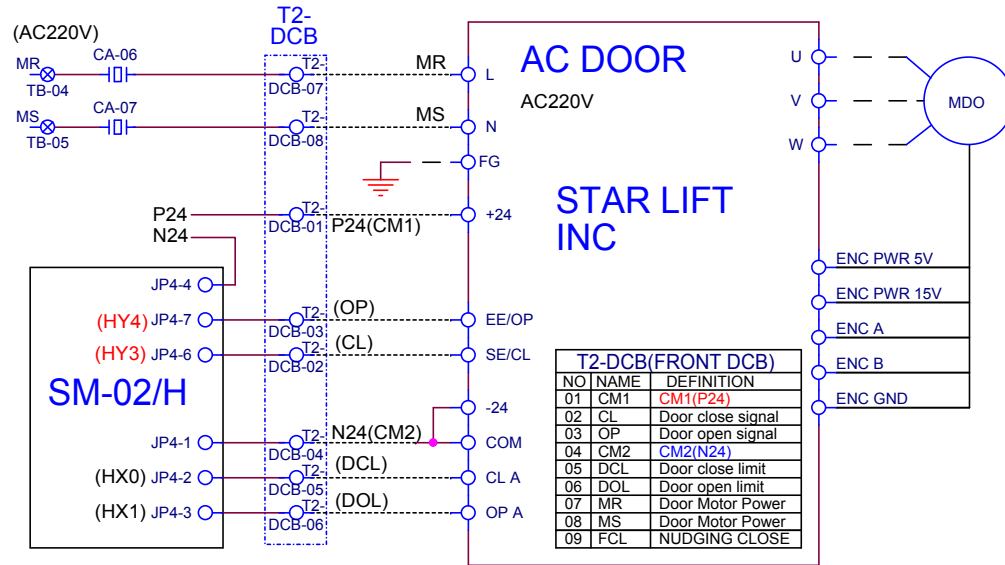 (AC220V)
MR
TB-04
CA-06
MS
TB-05
CA-07
T2-
DCB
T2-
DCB-07
MR
T2-
DCB-08
MS
P24
N24
T2-
DCB-01
P24(CM1)
JP4-4
(HY4) JP4-7
T2-
DCB-03
(OP)
(HY3) JP4-6
T2-
DCB-02
(CL)
SM-02/H
JP4-1
T2-
DCB-04
N24(CM2)
(HX0) JP4-2
T2-
DCB-05
(DCL)
(HX1) JP4-3
T2-
DCB-06
(DOL)
L
N
FG
+24
EE/OP
SE/CL
-24
COM
CL A
OP A
AC DOOR
AC220V
STAR LIFT
INC
U
V
W
MDO
ENC PWR 5V
ENC PWR 15V
ENC A
ENC B
ENC GND
T2-DCB(FRONT DCB)
NO NAME DEFINITION
01 CM1 CM1(P24)
02 CL Door close signal
03 OP Door open signal
04 CM2 CM2(N24)
05 DCL Door close limit
06 DOL Door open limit
07 MR Door Motor Power
08 MS Door Motor Power
09 FCL NUDGING CLOSE